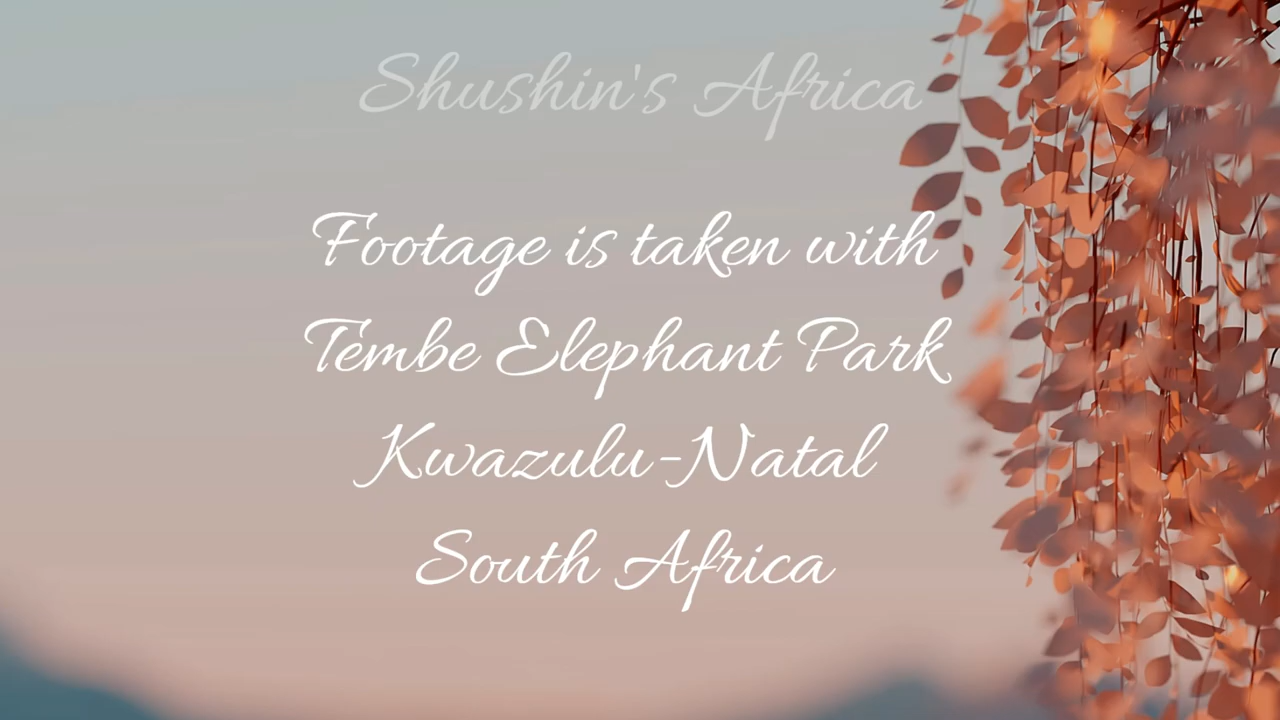 Shushin's Africa
Footage is taken with
Tembe Elephant Park
Kwazulu-Natal
South Africa